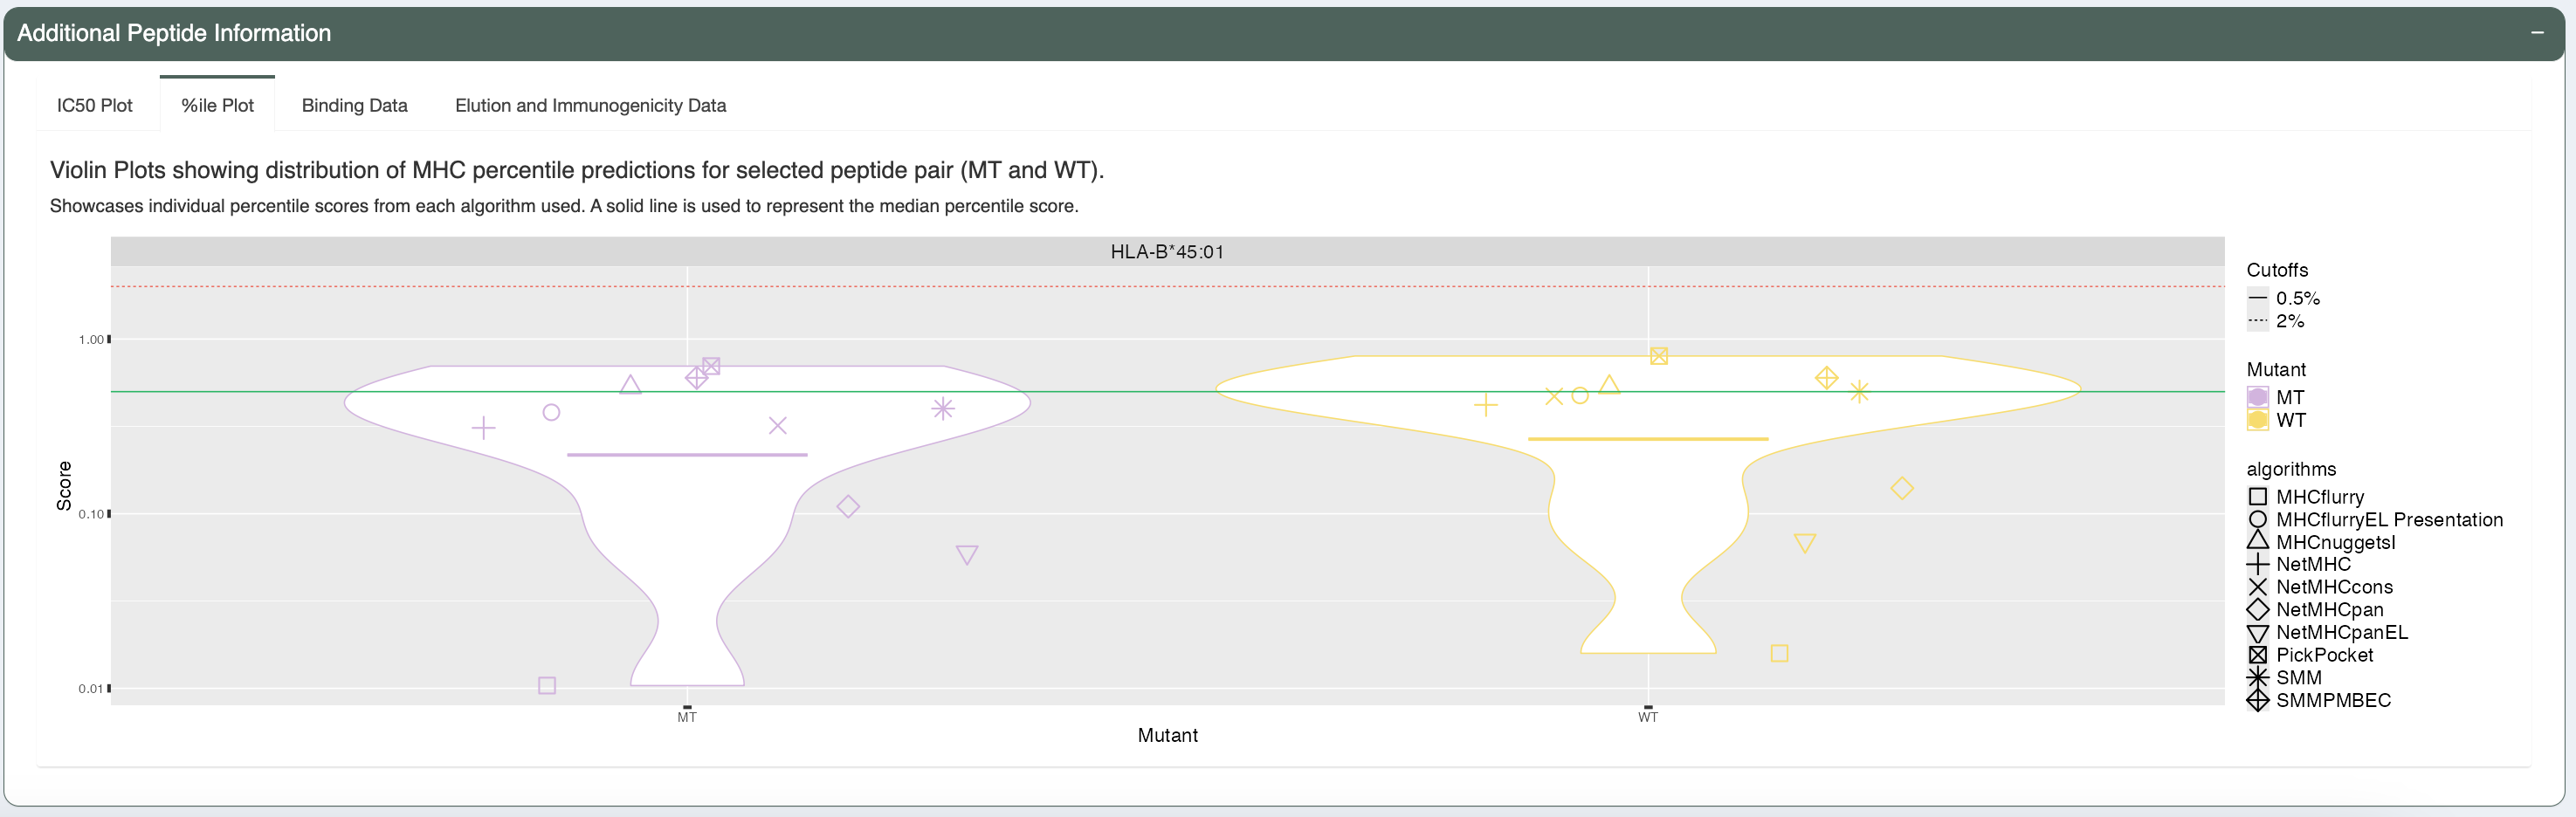 Additional Peptide Information
IC50 Plot
%ile Plot
Binding Data
Elution and Immunogenicity Data
Violin Plots showing distribution of MHC percentile predictions for selected peptide pair (MT and WT).
Showcases individual percentile scores from each algorithm used. A solid line is used to represent the median percentile score.
HLA-B*45:01
Score
1.00
0.10
0.01
MT
WT
Mutant
Cutoffs
0.5%
2%
Mutant
MT
WT
algorithms
MHCflurry
MHCflurryEL Presentation
MHCnuggetsI
NetMHC
NetMHCcons
NetMHCpan
NetMHCpanEL
PickPocket
SMM
SMMPMBEC